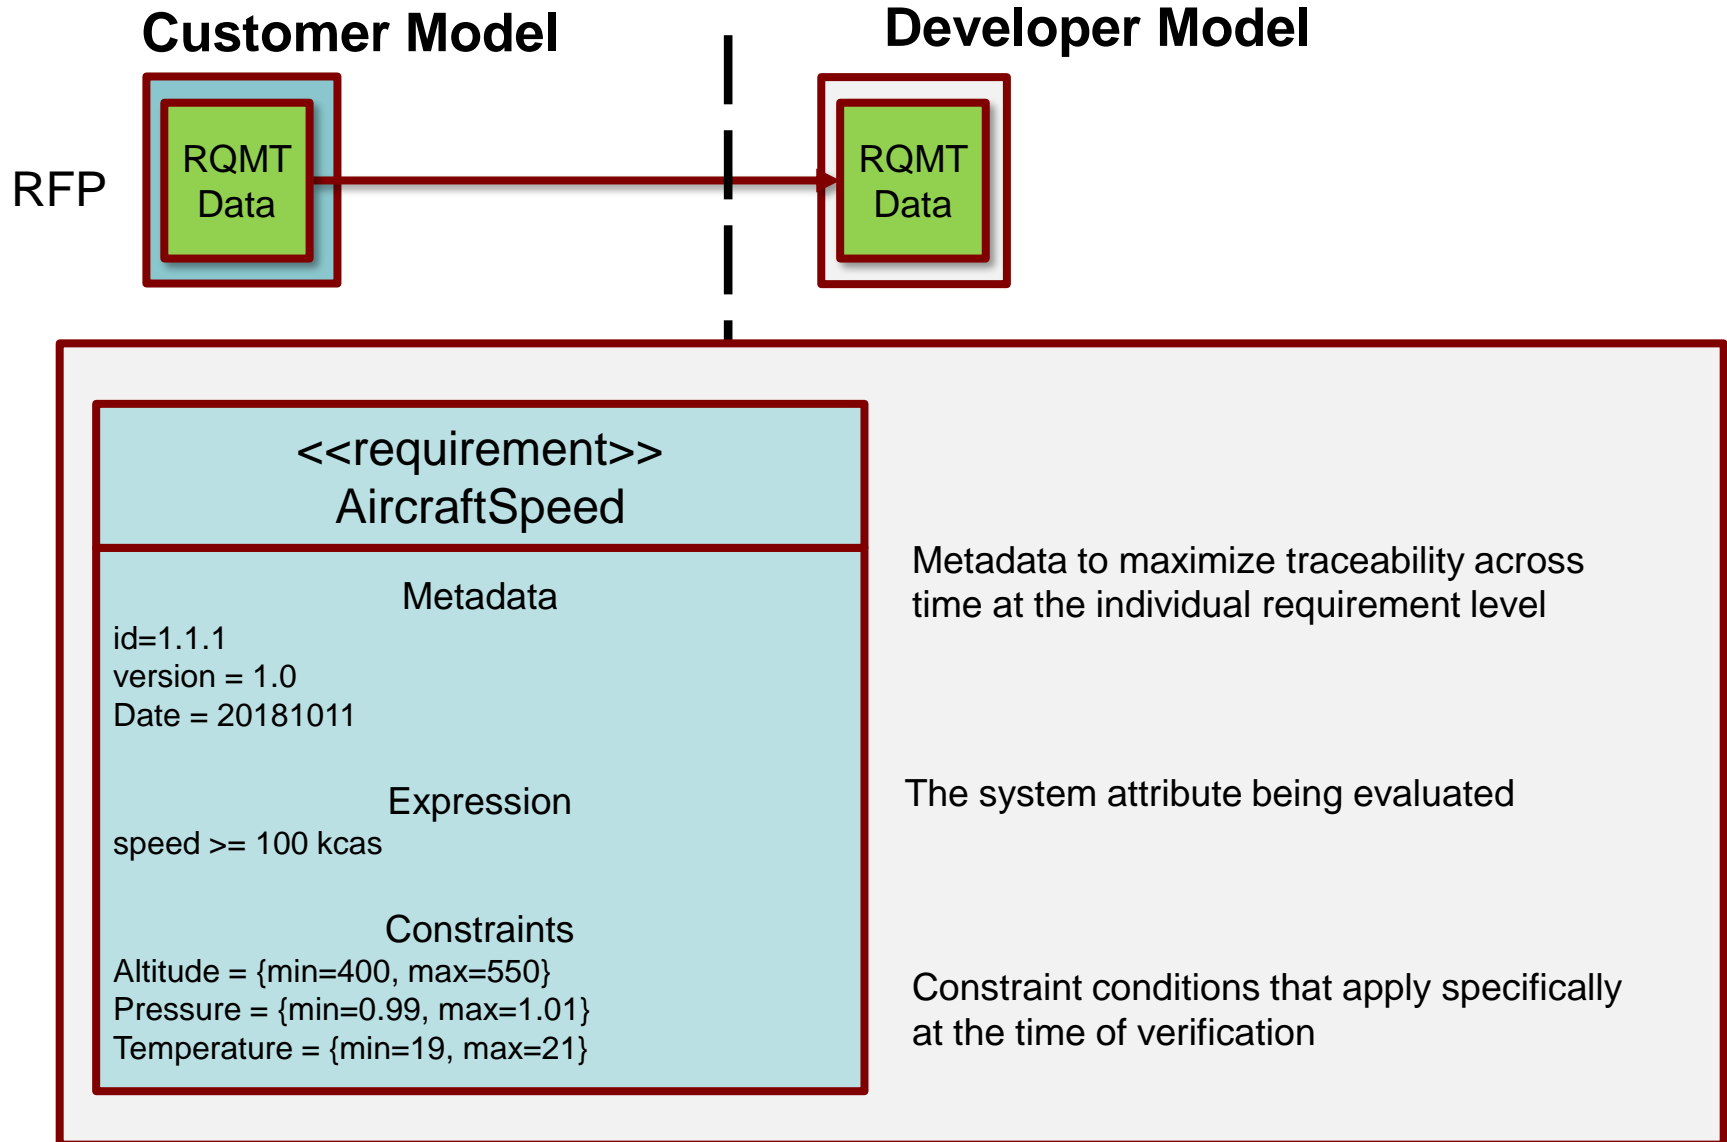 Customer Model
Developer Model
RFP
RQMT
Data
RQMT
Data
<<requirement>>
AircraftSpeed
Metadata
id=1.1.1
version = 1.0
Date = 20181011
Metadata to maximize traceability across
time at the individual requirement level
Expression
speed >= 100 kcas
The system attribute being evaluated
Constraints
Altitude = {min=400, max=550}
Pressure = {min=0.99, max=1.01}
Temperature = {min=19, max=21}
Constraint conditions that apply specifically
at the time of verification